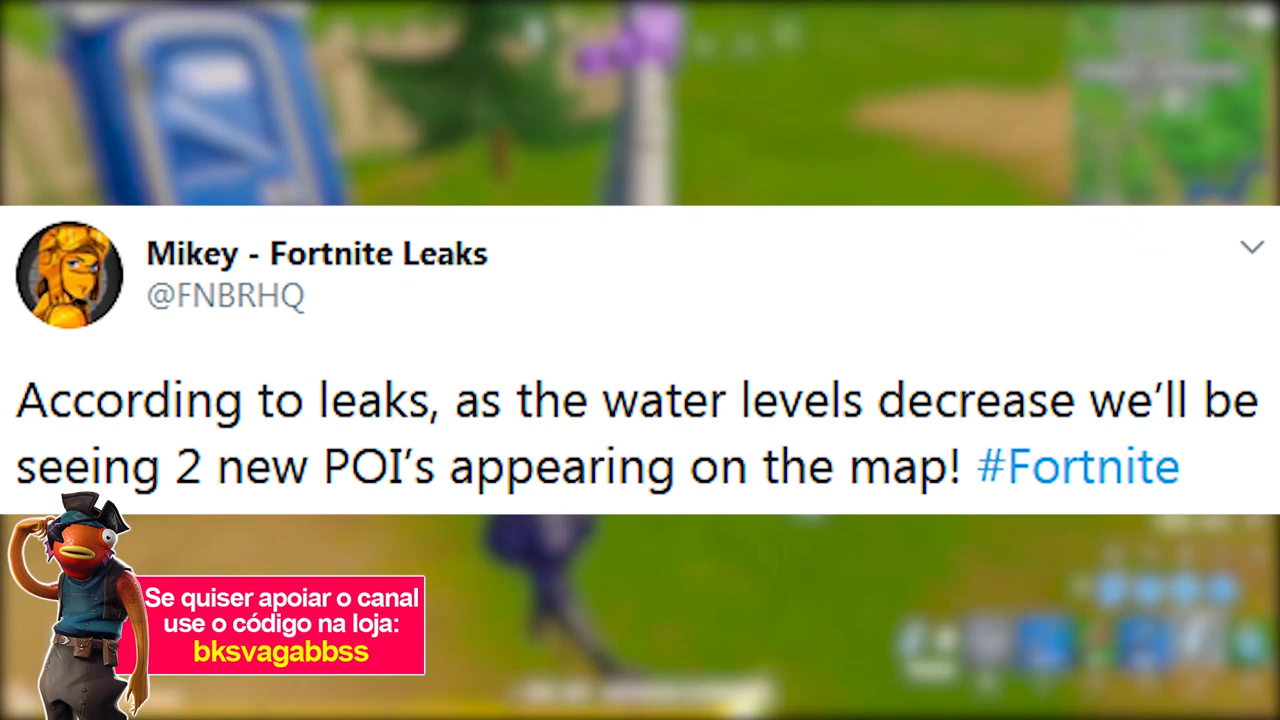 Mikey - Fortnite Leaks
@FNBRHQ
According to leaks, as the water levels decrease we’ll be
seeing 2 new POI’s appearing on the map! #Fortnite
Se quiser apoiar o canal
use o código na loja:
bksvagabbss